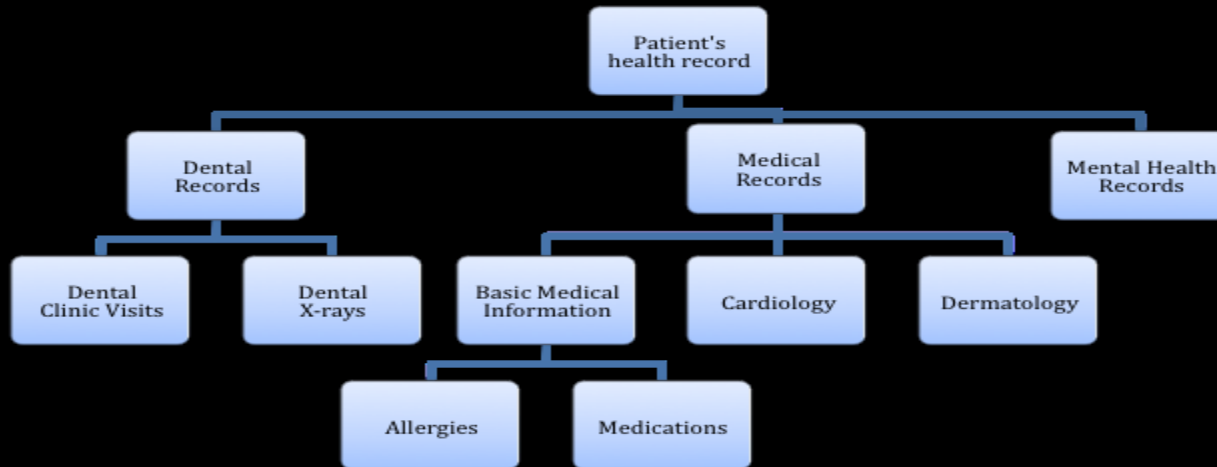 Patient's
health record
Dental
Records
Medical
Records
Mental Health
Records
Dental
Clinic Visits
Dental
X-rays
Basic Medical
Information
Cardiology
Dermatology
Allergies
Medications